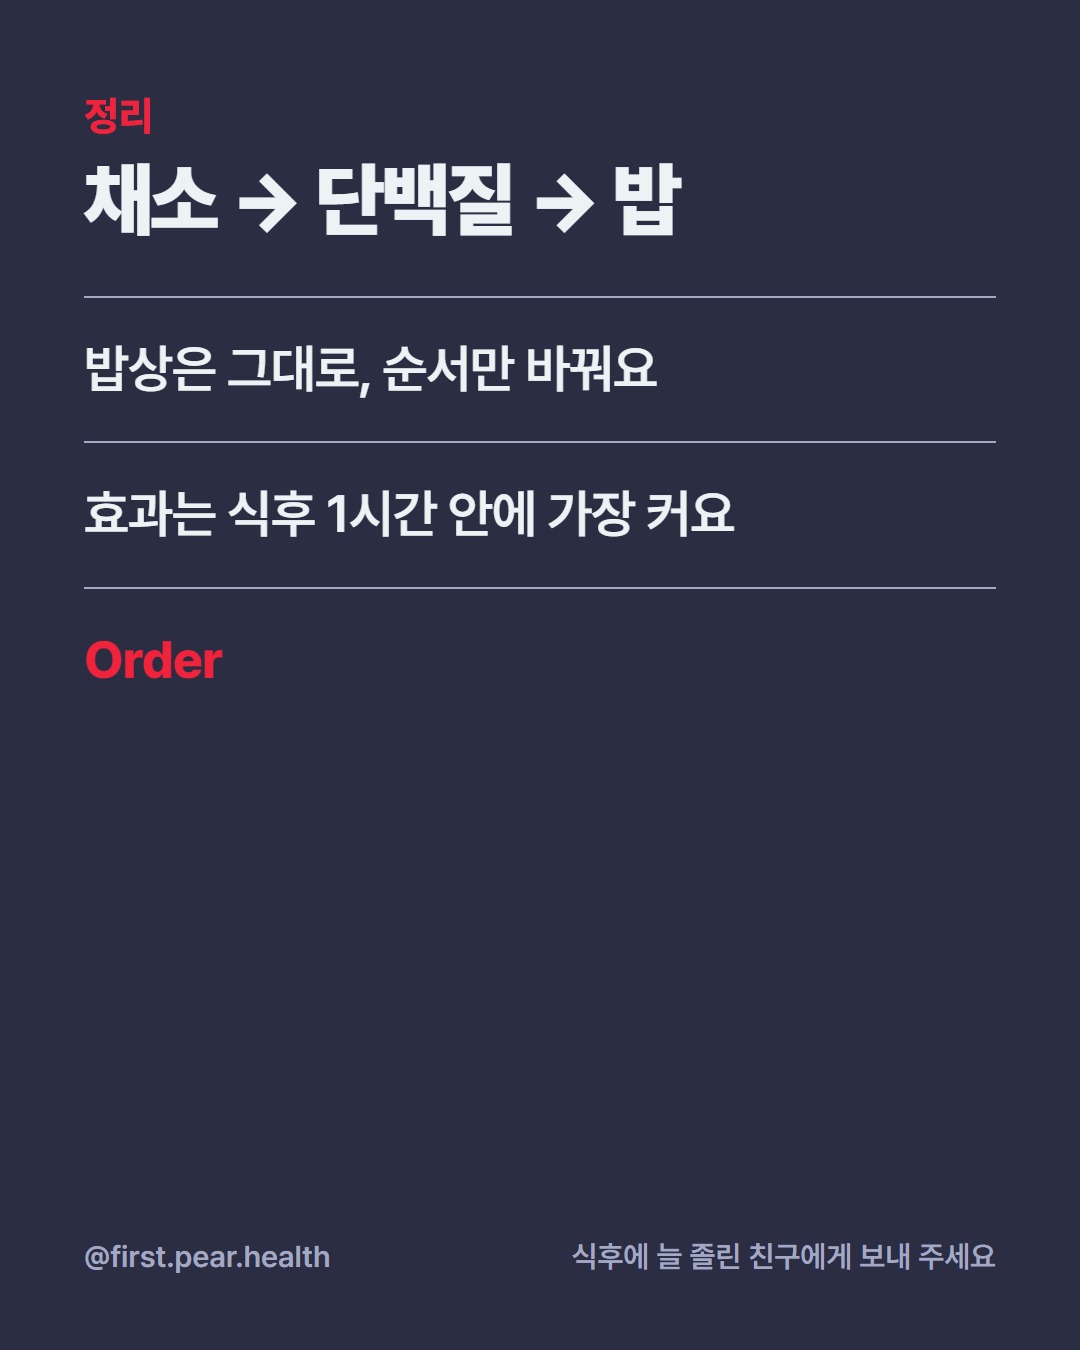 정리
채소 → 단백질 → 밥
밥상은 그대로, 순서만 바꿔요
효과는 식후 1시간 안에 가장 커요
Order
@first.pear.health
식후에 늘 졸린 친구에게 보내 주세요